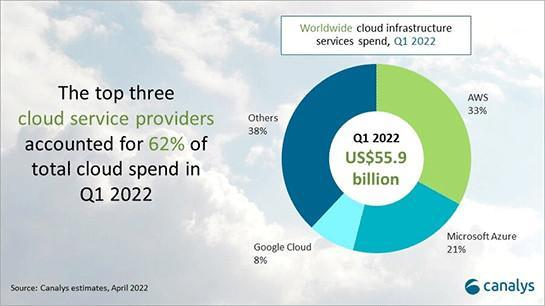 Worldwide cloud infrastructure
services spend, Q1 2022
The top three
cloud service providers
accounted for 62% of
total cloud spend in
Q1 2022
Others
38%
AWS
33%
Q1 2022
US$55.9
billion
Google Cloud
8%
Microsoft Azure
21%
Source: Canalys estimates, April 2022
canalys